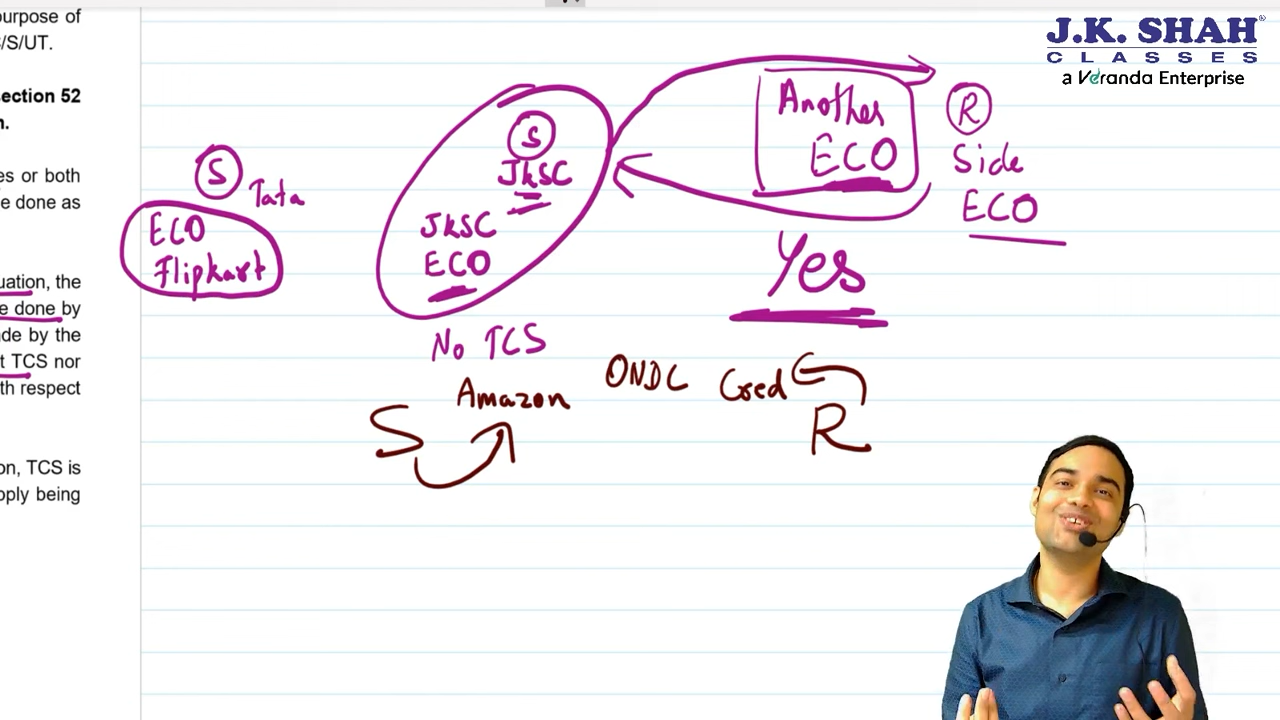 purpose of
/S/UT.
ection 52
n.
es or both
e done as
uation, the
e done by
de by the
t TCS nor
th respect
on, TCS is
pply being
J.K. SHAH®
CLASSES
a Veranda Enterprise
S
Tata
ECO
Flipkart
S
JKSC
JKSC
ECO
No TCS
Another
ECO
R
Side
ECO
Yes
Amazon
ONDC
Cred
S
R